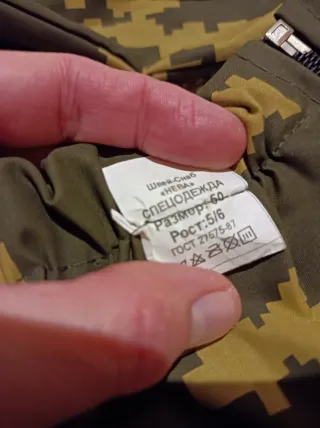 Швей-Снаб
«НЕВА»
СПЕЦОДЕЖДА
Размер: 60
Рост:5/6
ГОСТ 27575-87